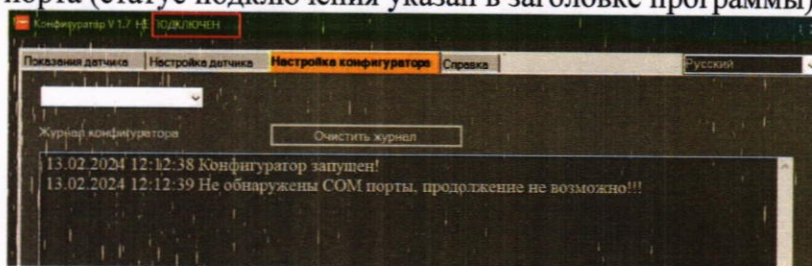 порта (статус подключения указан в заголовке программы)
Конфигуратор V 1.7 НЕ ПОДКЛЮЧЕН
Показания датчика Настройка датчика Настройка конфигуратора Справка Русский
Журнал конфигуратора Очистить журнал
13.02.2024 12:12:38 Конфигуратор запущен!
13.02.2024 12:12:39 Не обнаружены COM порты, продолжение не возможно!!!